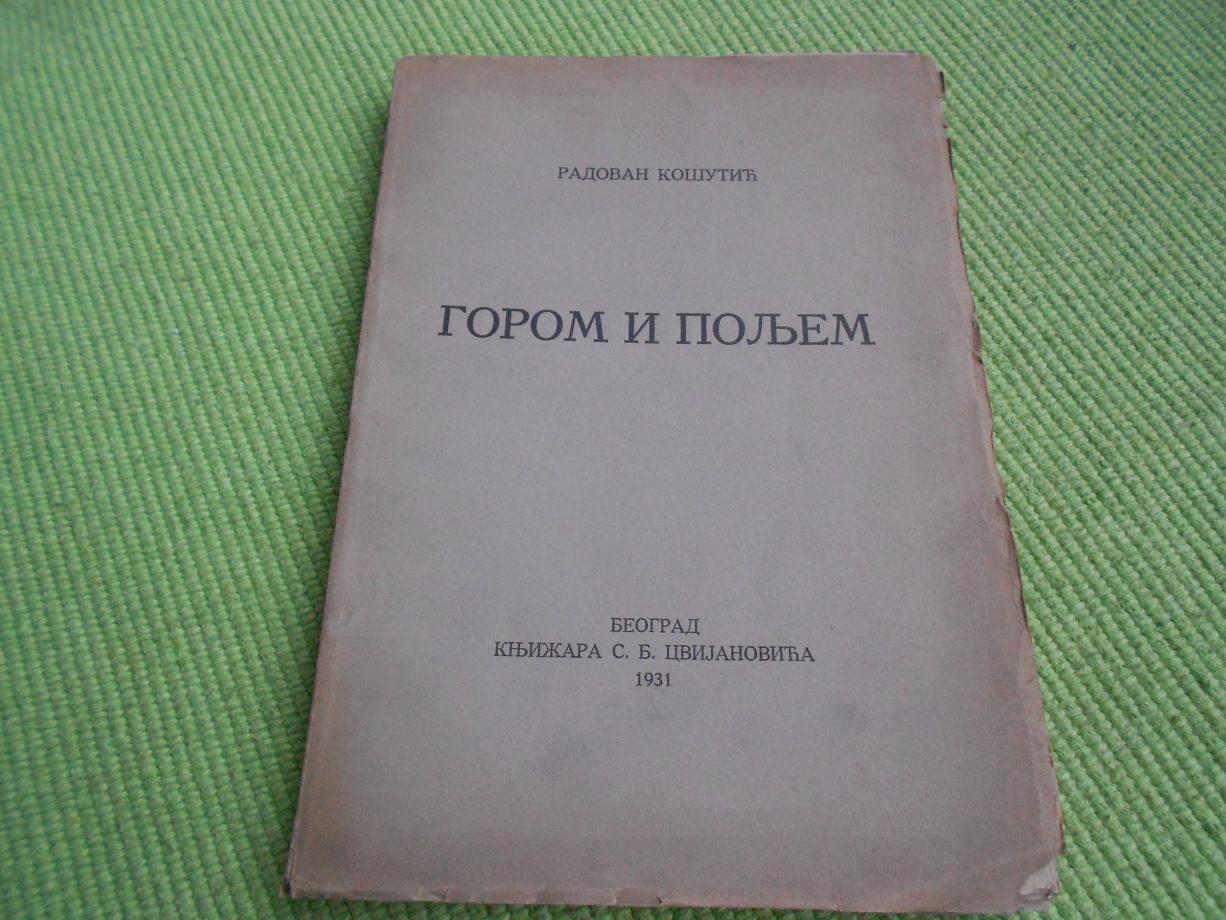 РАДОВАН КОШУТИЋ
ГОРОМ И ПОЉЕМ
БЕОГРАД
КЊИЖАРА С. Б. ЦВИЈАНОВИЋА
1931